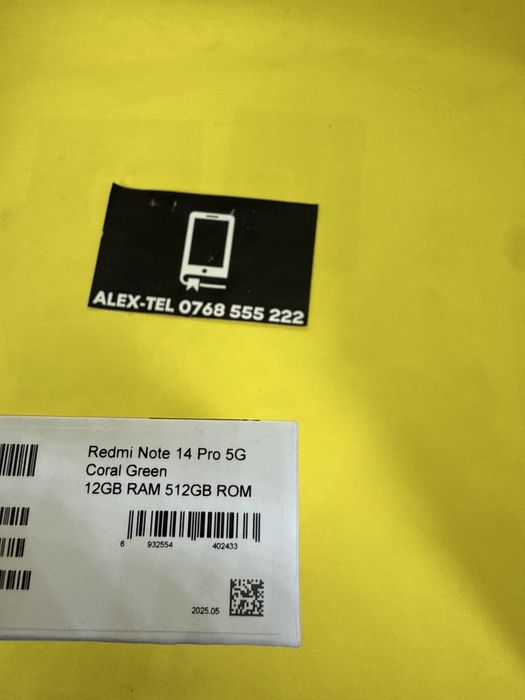 ALEX-TEL 0768 555 222
Redmi Note 14 Pro 5G
Coral Green
12GB RAM 512GB ROM
6 932554 402433
2025.05